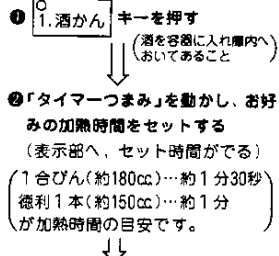 ❶ 1.酒かん キーを押す
(酒を容器に入れ庫内へ
おいてあること)
❷「タイマーつまみ」を動かし、お好
みの加熱時間をセットする
(表示部へ、セット時間がでる)
(1合びん(約180cc)…約1分30秒
徳利1本(約150cc)…約1分
が加熱時間の目安です。)